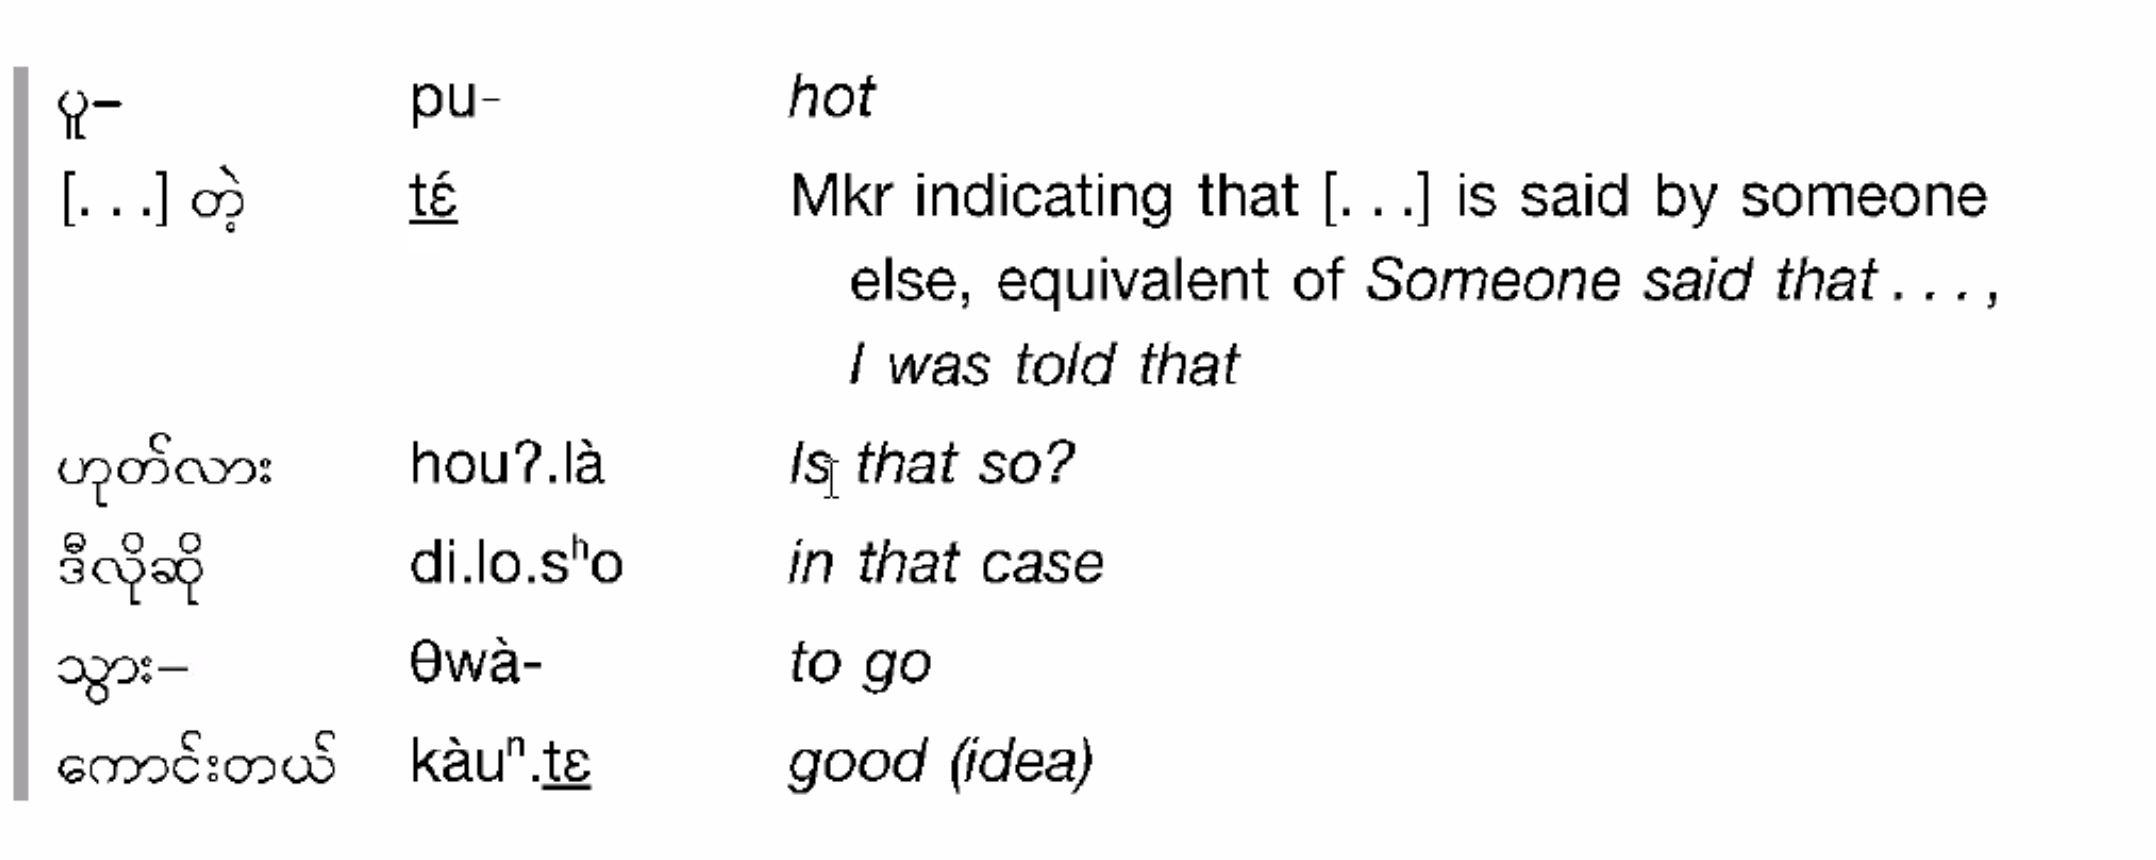 ပူ– pu- hot
[. . .] တဲ့ tɛ́ Mkr indicating that [. . .] is said by someone
else, equivalent of Someone said that . . . ,
I was told that
ဟုတ်လား hou?.là Is that so?
ဒီလိုဆို di.lo.sʰo in that case
သွား– θwà- to go
ကောင်းတယ် kàuⁿ.tɛ good (idea)